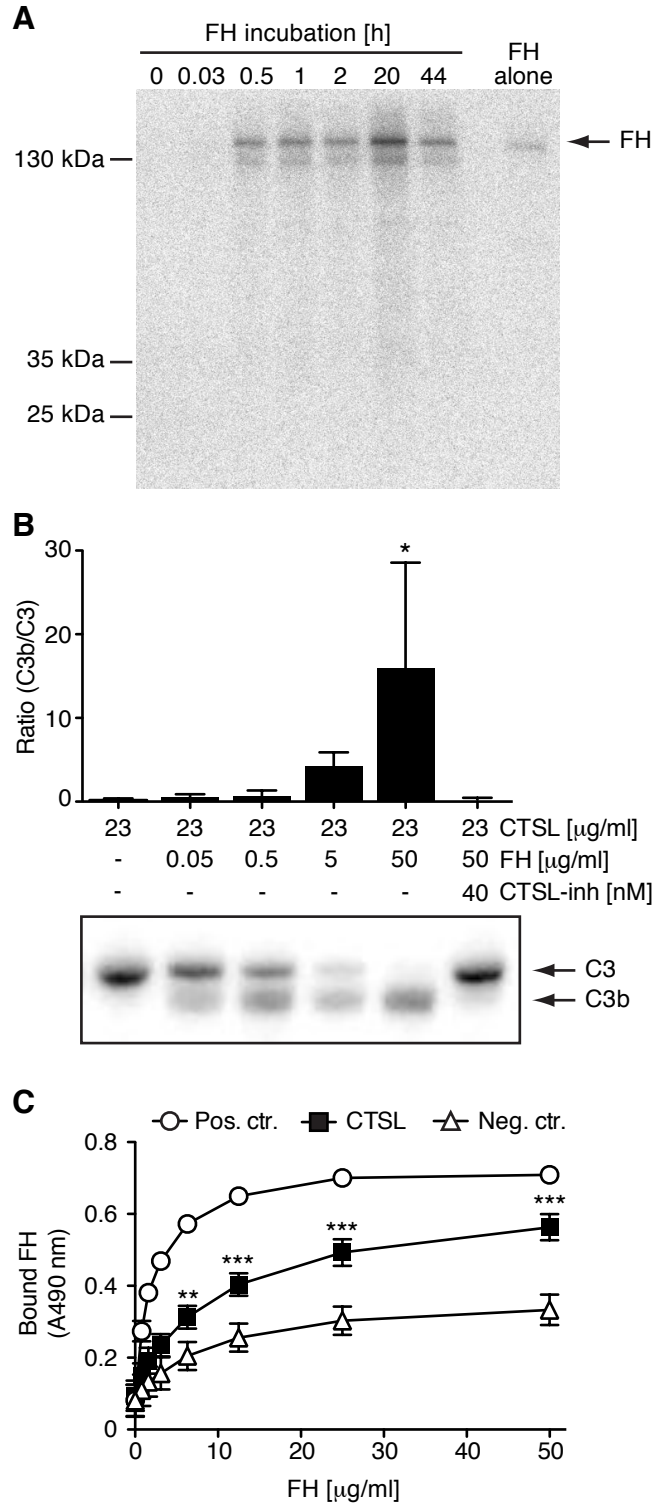 A
FH incubation [h]
0 0.03 0.5 1 2 20 44
FH alone
130 kDa
FH
35 kDa
25 kDa
B
30
20
10
0
Ratio (C3b/C3)
*
23 23 23 23 23 23 CTSL [μg/ml]
- 0.05 0.5 5 50 50 FH [μg/ml]
- - - - - 40 CTSL-inh [nM]
C3
C3b
C
Pos. ctr. CTSL Neg. ctr.
0.8
0.6
0.4
0.2
0
Bound FH
(A490 nm)
** *** *** ***
0 10 20 30 40 50
FH [μg/ml]